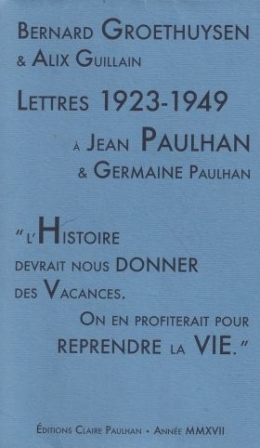 BERNARD GROETHUYSEN
& ALIX GUILLAIN
LETTRES 1923-1949
À JEAN PAULHAN
& GERMAINE PAULHAN
"L'HISTOIRE
DEVRAIT NOUS DONNER
DES VACANCES.
ON EN PROFITERAIT POUR
REPRENDRE LA VIE."
ÉDITIONS CLAIRE PAULHAN • ANNÉE MMXVII